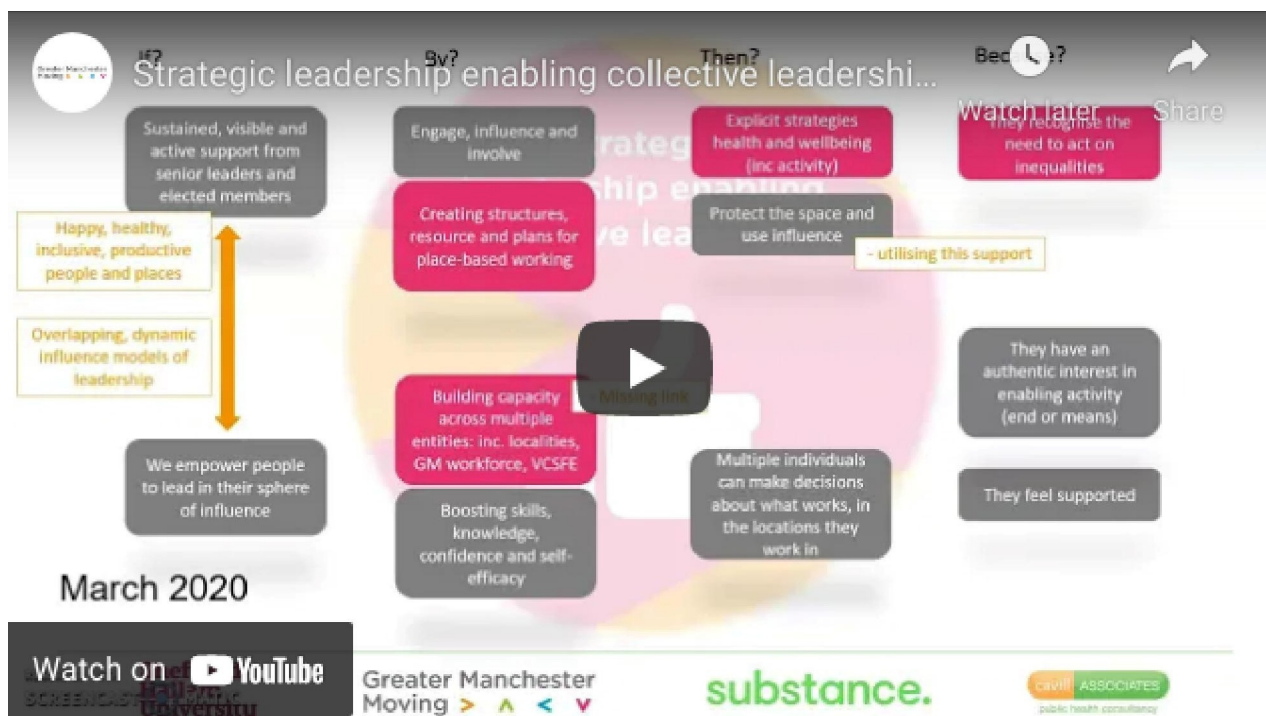 If?
By?
Then?
Because?
Greater Manchester
Moving
Strategic leadership enabling collective leadershi...
Watch later
Share
Sustained, visible and
active support from
senior leaders and
elected members
Engage, influence and
involve
Explicit strategies
health and wellbeing
(inc activity)
They recognise the
need to act on
inequalities
Happy, healthy,
inclusive, productive
people and places
Creating structures,
resource and plans for
place-based working
Protect the space and
use influence
- utilising this support
Overlapping, dynamic
influence models of
leadership
They have an
authentic interest in
enabling activity
(end or means)
Building capacity
across multiple
entities: inc. localities,
GM workforce, VCSFE
- Missing link
We empower people
to lead in their sphere
of influence
Multiple individuals
can make decisions
about what works, in
the locations they
work in
They feel supported
Boosting skills,
knowledge,
confidence and self-
efficacy
March 2020
Watch on YouTube
Hallam
University
Greater Manchester
Moving > < v
substance.
cavill ASSOCIATES
public health consultancy